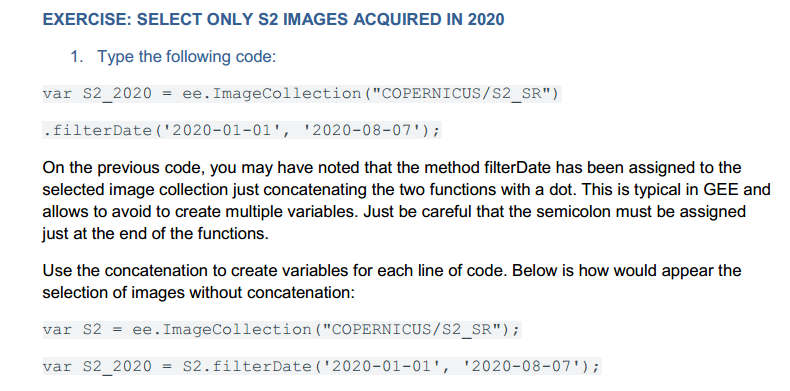 EXERCISE: SELECT ONLY S2 IMAGES ACQUIRED IN 2020
1. Type the following code:
var S2_2020 = ee.ImageCollection("COPERNICUS/S2_SR")
.filterDate('2020-01-01', '2020-08-07');
On the previous code, you may have noted that the method filterDate has been assigned to the
selected image collection just concatenating the two functions with a dot. This is typical in GEE and
allows to avoid to create multiple variables. Just be careful that the semicolon must be assigned
just at the end of the functions.
Use the concatenation to create variables for each line of code. Below is how would appear the
selection of images without concatenation:
var S2 = ee.ImageCollection("COPERNICUS/S2_SR");
var S2_2020 = S2.filterDate('2020-01-01', '2020-08-07');